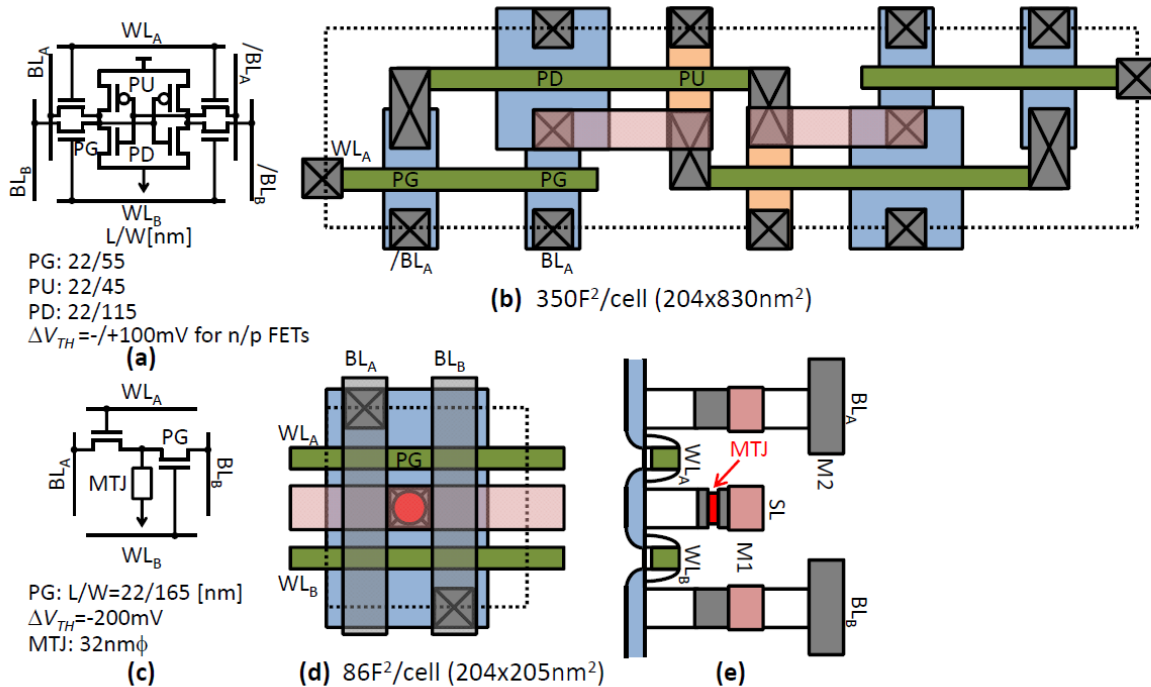 WL_A
BL_A
/BL_A
PU
PG
PD
BL_B
/BL_B
WL_B
L/W[nm]
PG: 22/55
PU: 22/45
PD: 22/115
ΔV_TH=-/+100mV for n/p FETs
(a)
PD
PU
WL_A
PG
PG
/BL_A
BL_A
(b) 350F²/cell (204x830nm²)
WL_A
PG
BL_A
MTJ
BL_B
WL_B
PG: L/W=22/165 [nm]
ΔV_TH=-200mV
MTJ: 32nmϕ
(c)
BL_A
BL_B
WL_A
PG
WL_B
(d) 86F²/cell (204x205nm²)
BL_A
M2
WL_A
MTJ
SL
M1
WL_B
BL_B
(e)